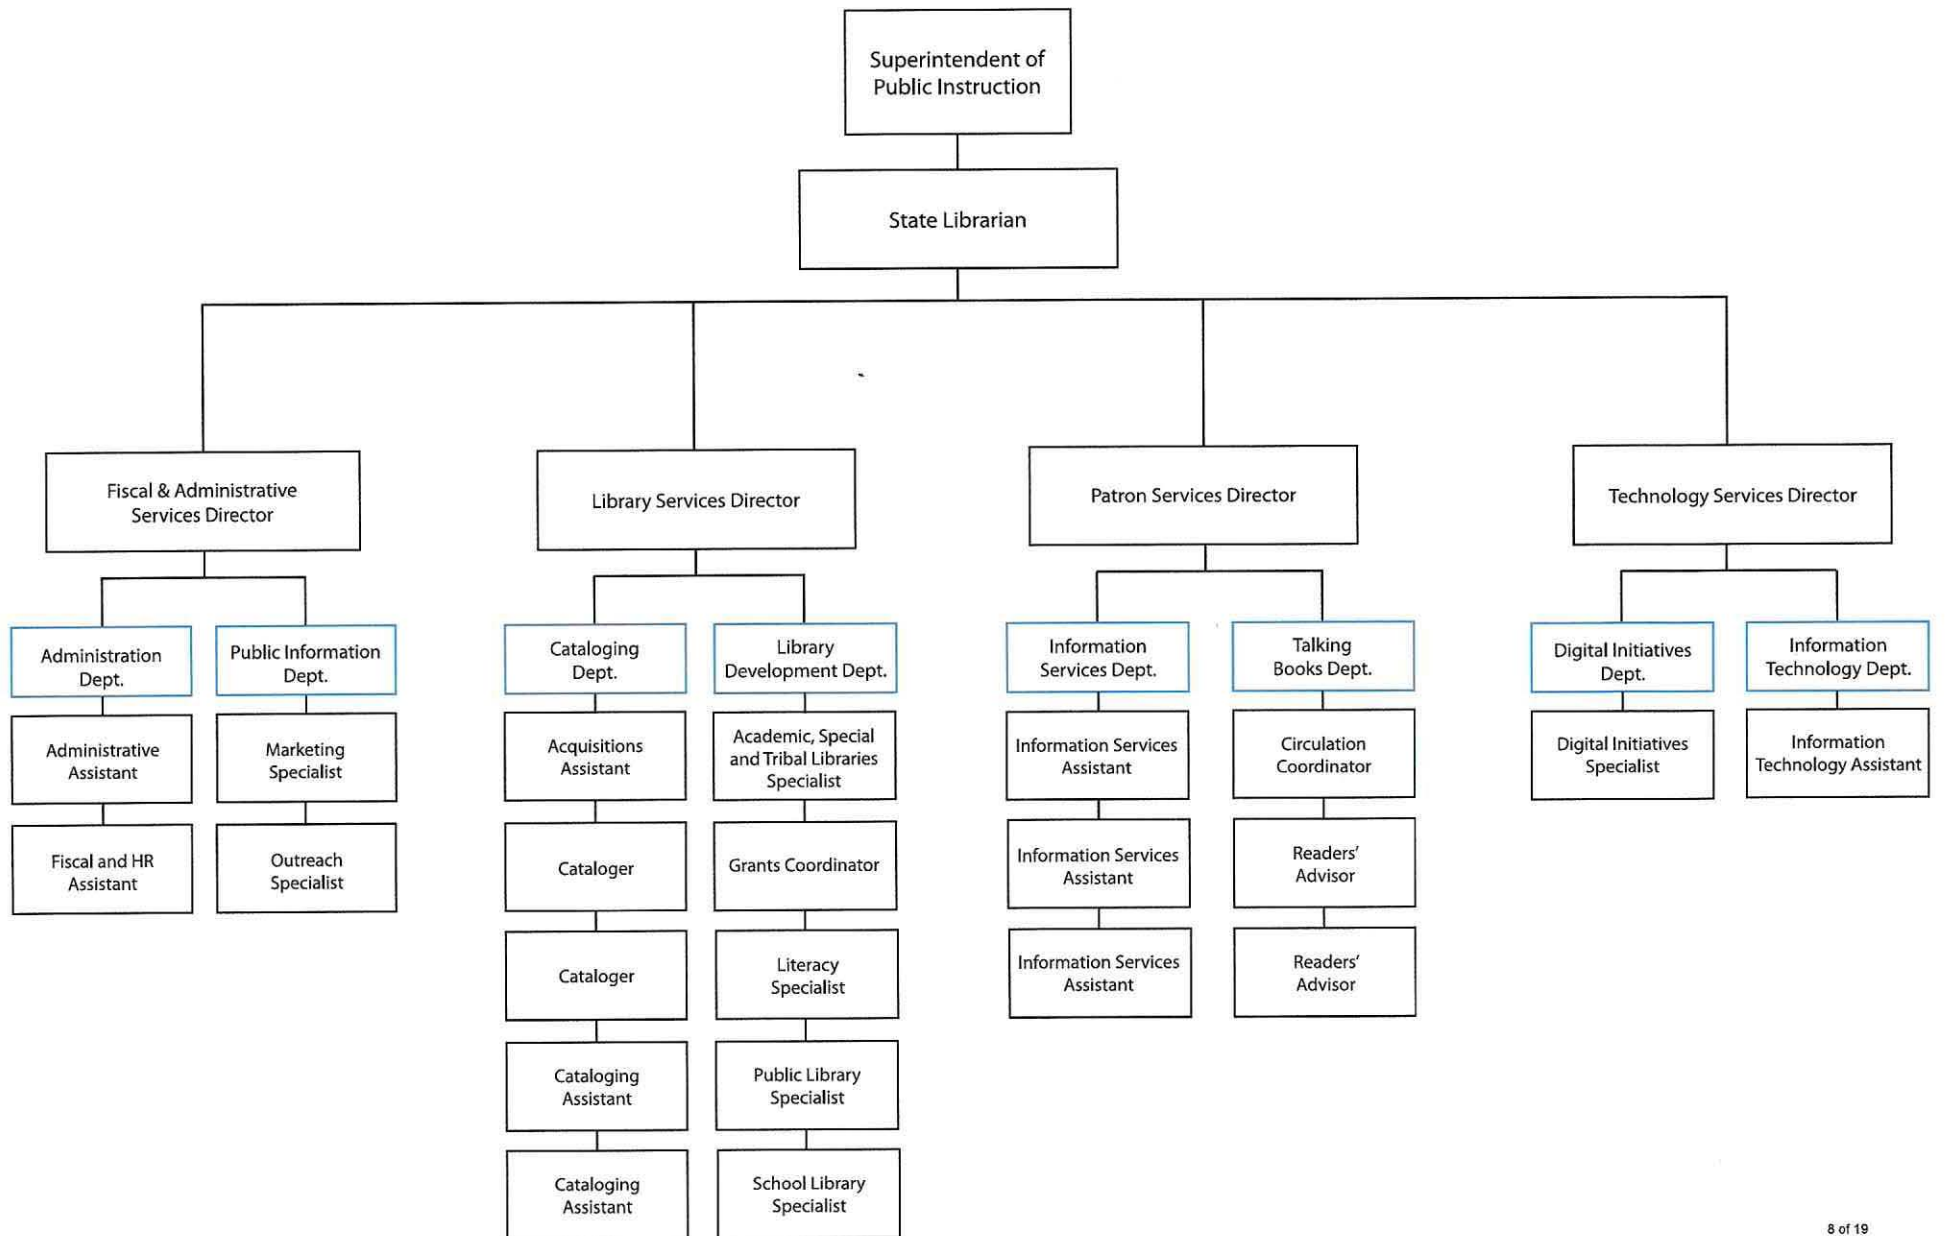 Superintendent of
Public Instruction
State Librarian
Fiscal & Administrative
Services Director
Library Services Director
Patron Services Director
Technology Services Director
Administration
Dept.
Public Information
Dept.
Cataloging
Dept.
Library
Development Dept.
Information
Services Dept.
Talking
Books Dept.
Digital Initiatives
Dept.
Information
Technology Dept.
Administrative
Assistant
Marketing
Specialist
Acquisitions
Assistant
Academic, Special
and Tribal Libraries
Specialist
Information Services
Assistant
Circulation
Coordinator
Digital Initiatives
Specialist
Information
Technology Assistant
Fiscal and HR
Assistant
Outreach
Specialist
Cataloger
Grants Coordinator
Information Services
Assistant
Readers'
Advisor
Cataloger
Literacy
Specialist
Information Services
Assistant
Readers'
Advisor
Cataloging
Assistant
Public Library
Specialist
Cataloging
Assistant
School Library
Specialist
8 of 19